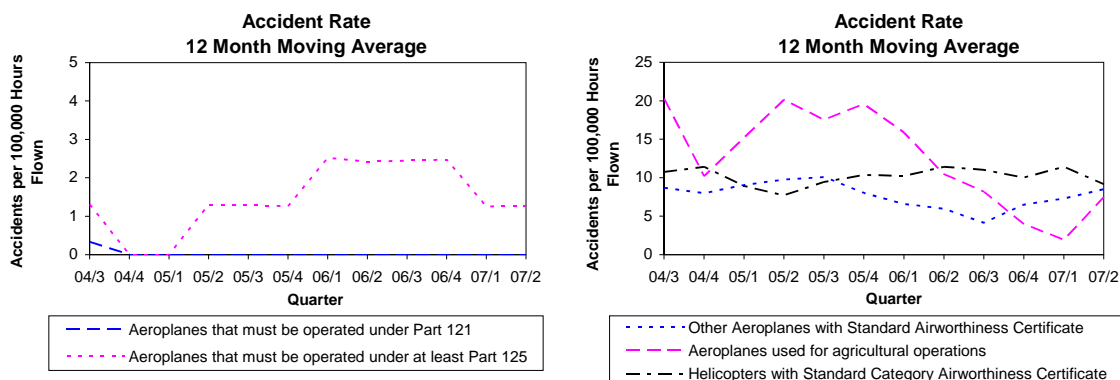 Accident Rate
12 Month Moving Average
Accidents per 100,000 Hours
Flown
5
4
3
2
1
0
04/3 04/4 05/1 05/2 05/3 05/4 06/1 06/2 06/3 06/4 07/1 07/2
Quarter
Aeroplanes that must be operated under Part 121
Aeroplanes that must be operated under at least Part 125
Accident Rate
12 Month Moving Average
Accidents per 100,000 Hours
Flown
25
20
15
10
5
0
04/3 04/4 05/1 05/2 05/3 05/4 06/1 06/2 06/3 06/4 07/1 07/2
Quarter
Other Aeroplanes with Standard Airworthiness Certificate
Aeroplanes used for agricultural operations
Helicopters with Standard Category Airworthiness Certificate